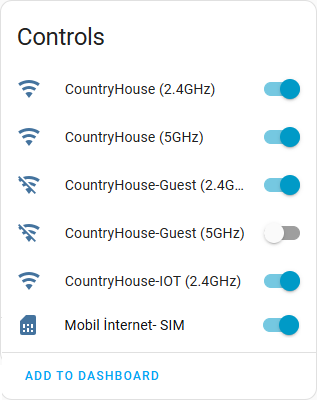 Controls
CountryHouse (2.4GHz)
CountryHouse (5GHz)
CountryHouse-Guest (2.4G...
CountryHouse-Guest (5GHz)
CountryHouse-IOT (2.4GHz)
Mobil İnternet- SIM
ADD TO DASHBOARD